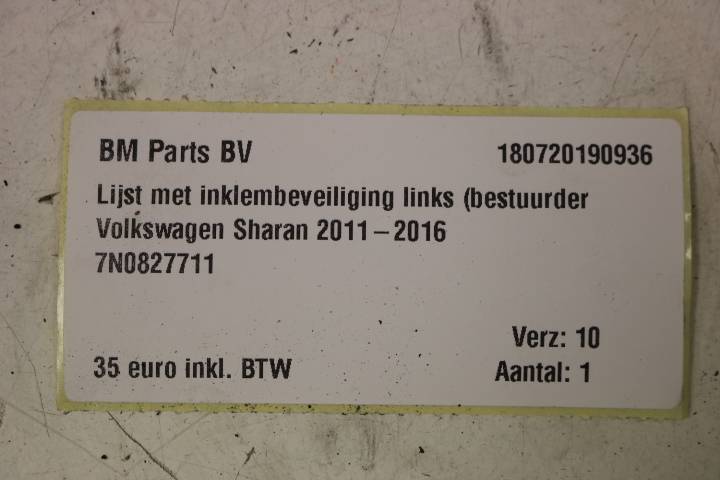 BM Parts BV 180720190936
Lijst met inklembeveiliging links (bestuurder
Volkswagen Sharan 2011–2016
7N0827711
Verz: 10
35 euro inkl. BTW Aantal: 1